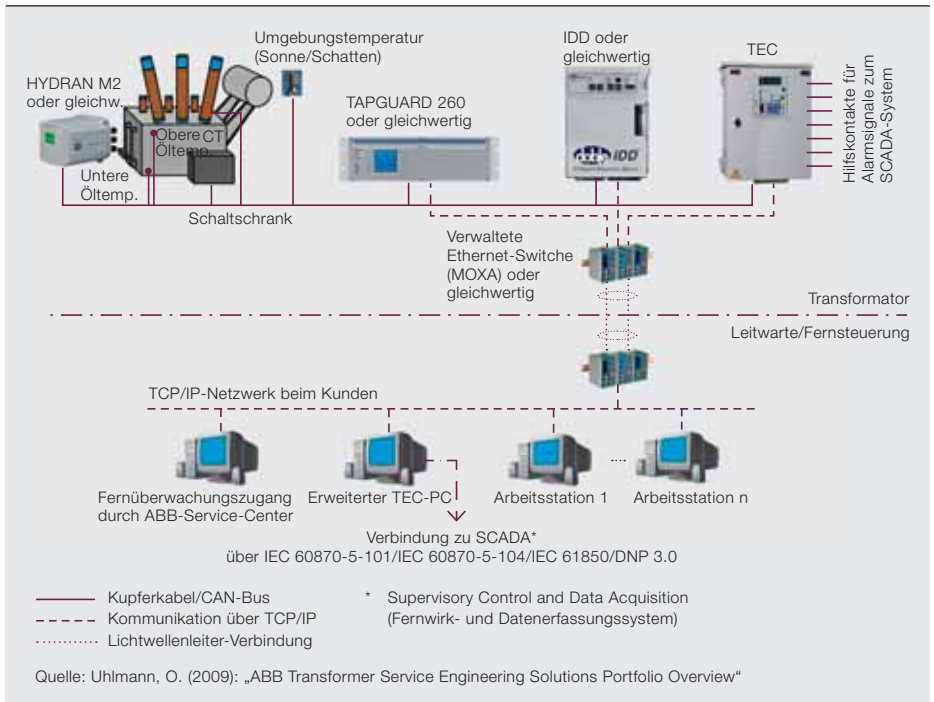 Umgebungstemperatur
(Sonne/Schatten)
IDD oder
gleichwertig
TEC
HYDRAN M2
oder gleichw.
TAPGUARD 260
oder gleichwertig
Obere
Öltemp.
CT
IDD
Hilfskontakte für
Alarmsignale zum
SCADA-System
Untere
Öltemp.
Schaltschrank
Verwaltete
Ethernet-Switche
(MOXA) oder
gleichwertig
Transformator
Leitwarte/Fernsteuerung
TCP/IP-Netzwerk beim Kunden
Fernüberwachungszugang
durch ABB-Service-Center
Erweiterter TEC-PC
Arbeitsstation 1
Arbeitsstation n
Verbindung zu SCADA*
über IEC 60870-5-101/IEC 60870-5-104/IEC 61850/DNP 3.0
Kupferkabel/CAN-Bus
Kommunikation über TCP/IP
Lichtwellenleiter-Verbindung
* Supervisory Control and Data Acquisition
(Fernwirk- und Datenerfassungssystem)
Quelle: Uhlmann, O. (2009): „ABB Transformer Service Engineering Solutions Portfolio Overview“